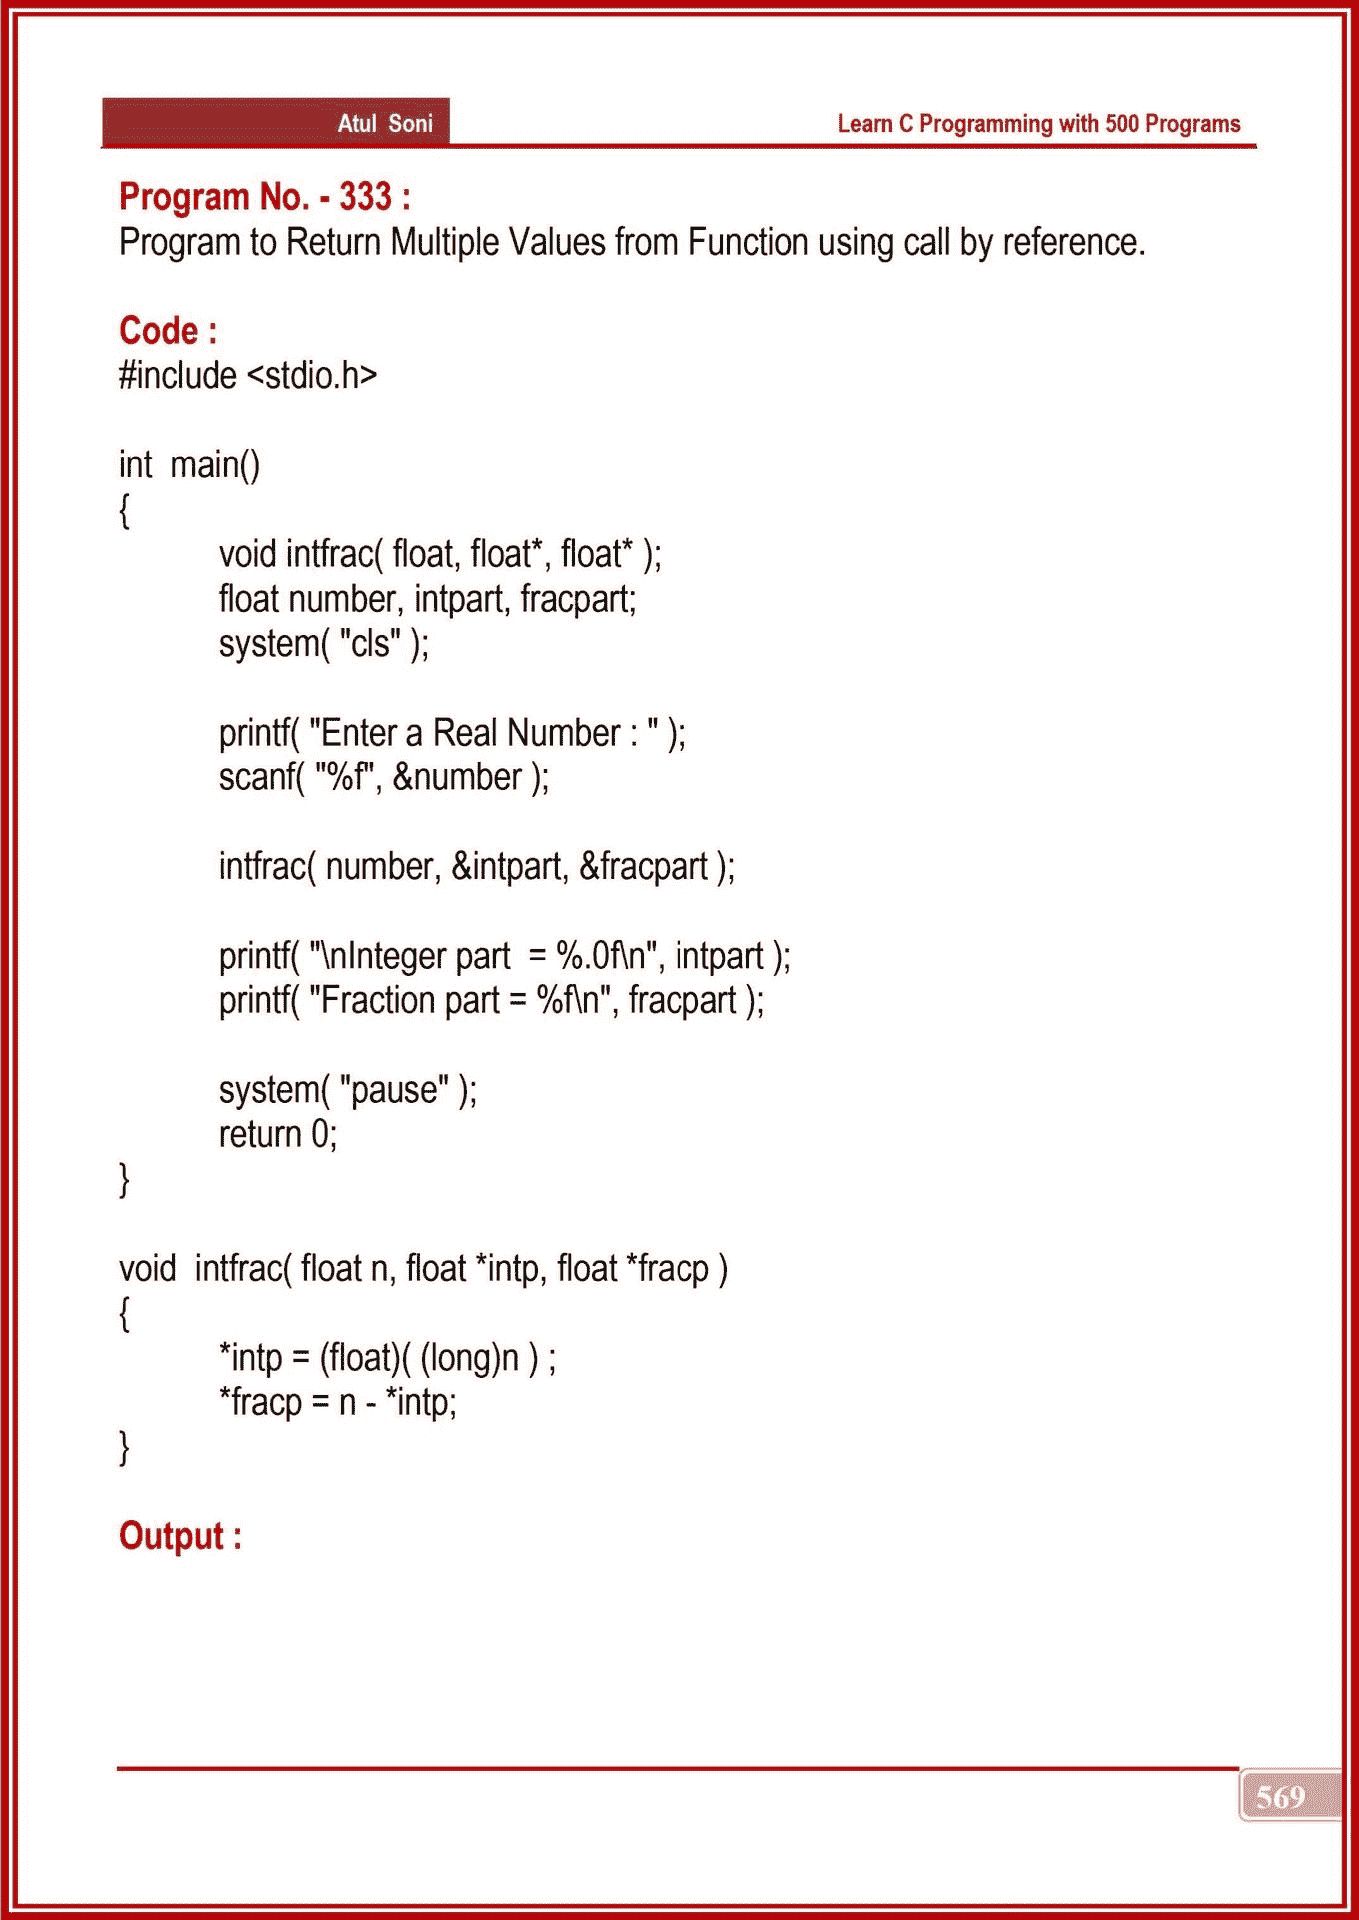 Atul  Soni
Learn C Programming with 500 Programs
Program No. - 333 :
Program to Return Multiple Values from Function using call by reference.
Code :
#include <stdio.h>
int  main()
{
void intfrac( float, float*, float* );
float number, intpart, fracpart;
system( "cls" );
printf( "Enter a Real Number : " );
scanf( "%f", &number );
intfrac( number, &intpart, &fracpart );
printf( "\nInteger part  = %.0f\n", intpart );
printf( "Fraction part = %f\n", fracpart );
system( "pause" );
return 0;
}
void  intfrac( float n, float *intp, float *fracp )
{
*intp = (float)( (long)n ) ;
*fracp = n - *intp;
}
Output :
569